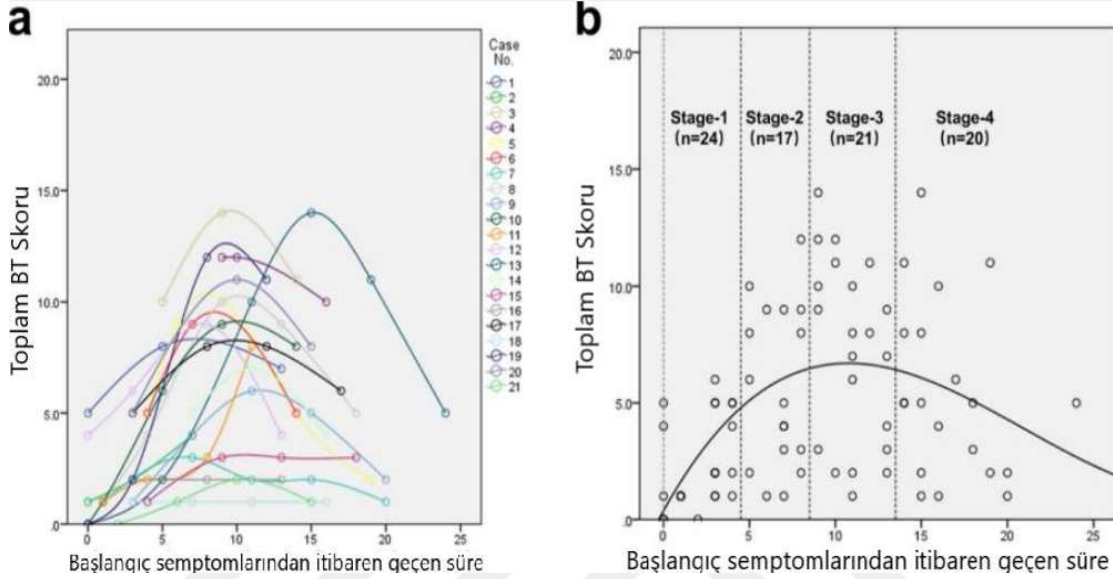 a
Toplam BT Skoru
20.0
15.0
10.0
5.0
.0
0 5 10 15 20 25
Başlangıç semptomlarından itibaren geçen süre
Case
No.
1
2
3
4
5
6
7
8
9
10
11
12
13
14
15
16
17
18
19
20
21
b
Toplam BT Skoru
20.0
15.0
10.0
5.0
.0
Stage-1
(n=24)
Stage-2
(n=17)
Stage-3
(n=21)
Stage-4
(n=20)
0 5 10 15 20 25
Başlangıç semptomlarından itibaren geçen süre